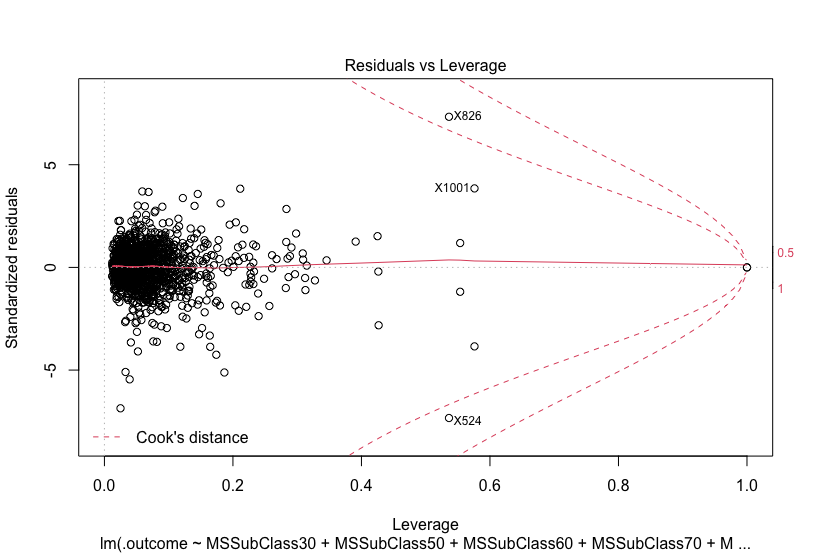 Residuals vs Leverage
Standardized residuals
5
0
-5
X826
X1001
X524
0.5
1
Cook's distance
0.0 0.2 0.4 0.6 0.8 1.0
Leverage
lm(.outcome ~ MSSubClass30 + MSSubClass50 + MSSubClass60 + MSSubClass70 + M ...